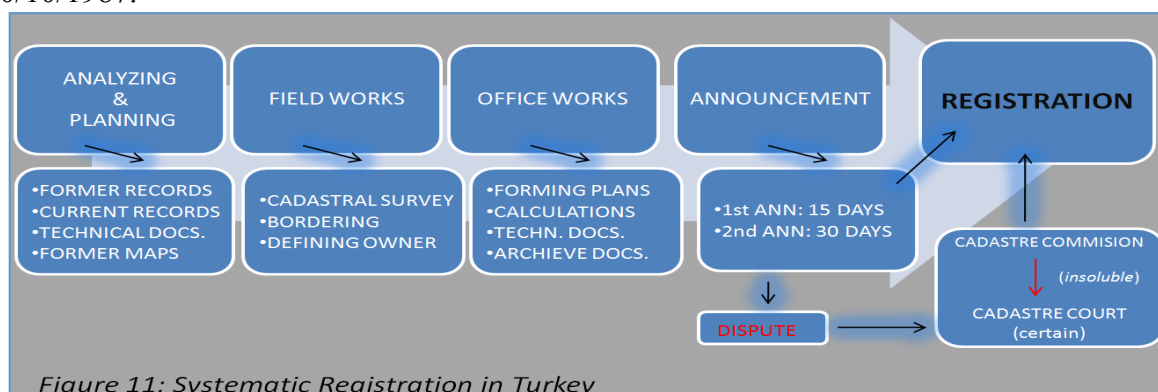 ANALYZING
&
PLANNING
FIELD WORKS
OFFICE WORKS
ANNOUNCEMENT
REGISTRATION
•FORMER RECORDS
•CURRENT RECORDS
•TECHNICAL DOCS.
•FORMER MAPS
•CADASTRAL SURVEY
•BORDERING
•DEFINING OWNER
•FORMING PLANS
•CALCULATIONS
•TECHN. DOCS.
•ARCHIEVE DOCS.
•1st ANN: 15 DAYS
•2nd ANN: 30 DAYS
DISPUTE
CADASTRE COMMISION
(insoluble)
CADASTRE COURT
(certain)
Figure 11: Systematic Registration in Turkey